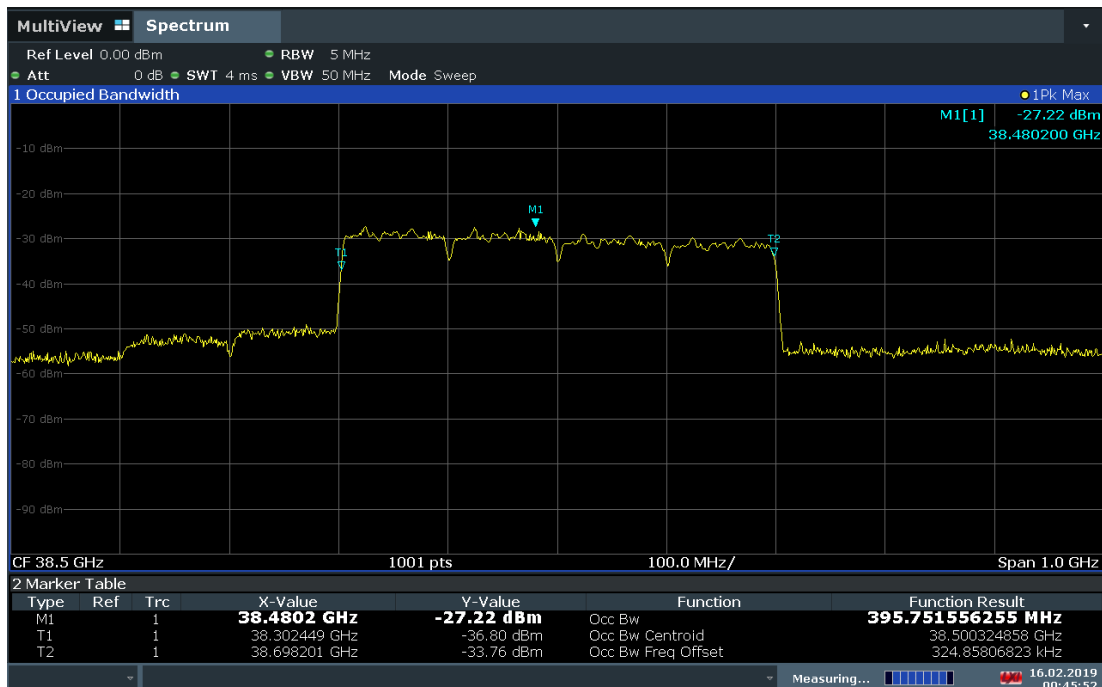 MultiView Spectrum
Ref Level 0.00 dBm RBW 5 MHz
Att 0 dB SWT 4 ms VBW 50 MHz Mode Sweep
1 Occupied Bandwidth 1Pk Max
M1[1] -27.22 dBm
38.480200 GHz
-10 dBm
-20 dBm
M1
-30 dBm
T1
T2
-40 dBm
-50 dBm
-60 dBm
-70 dBm
-80 dBm
-90 dBm
CF 38.5 GHz 1001 pts 100.0 MHz/ Span 1.0 GHz
2 Marker Table
Type Ref Trc X-Value Y-Value Function Function Result
M1 1 38.4802 GHz -27.22 dBm Occ Bw 395.751556255 MHz
T1 1 38.302449 GHz -36.80 dBm Occ Bw Centroid 38.500324858 GHz
T2 1 38.698201 GHz -33.76 dBm Occ Bw Freq Offset 324.85806823 kHz
Measuring... 16.02.2019
00:45:52